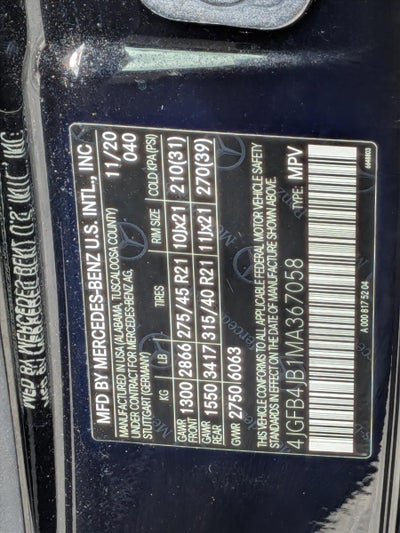 MFD BY MERCEDES-BENZ U.S. INTL., INC
MANUFACTURED IN USA (ALABAMA, TUSCALOOSA COUNTY)
FOR MERCEDES-BENZ AG, 11/20
STUTTGART (GERMANY) 040
KG LB TIRES RIM SIZE COLD KPA/(PSI)
GAWR FRONT 1300 2866 275/45 R21 10Jx21 210(31)
GAWR REAR 1550 3417 315/40 R21 11Jx21 270(39)
GVWR 2750 6063
THIS VEHICLE CONFORMS TO ALL APPLICABLE FEDERAL MOTOR VEHICLE SAFETY
STANDARDS IN EFFECT ON THE DATE OF MANUFACTURE SHOWN ABOVE.
4JGFB4JB1MA367058 TYPE: MPV
A 000 817 52 04